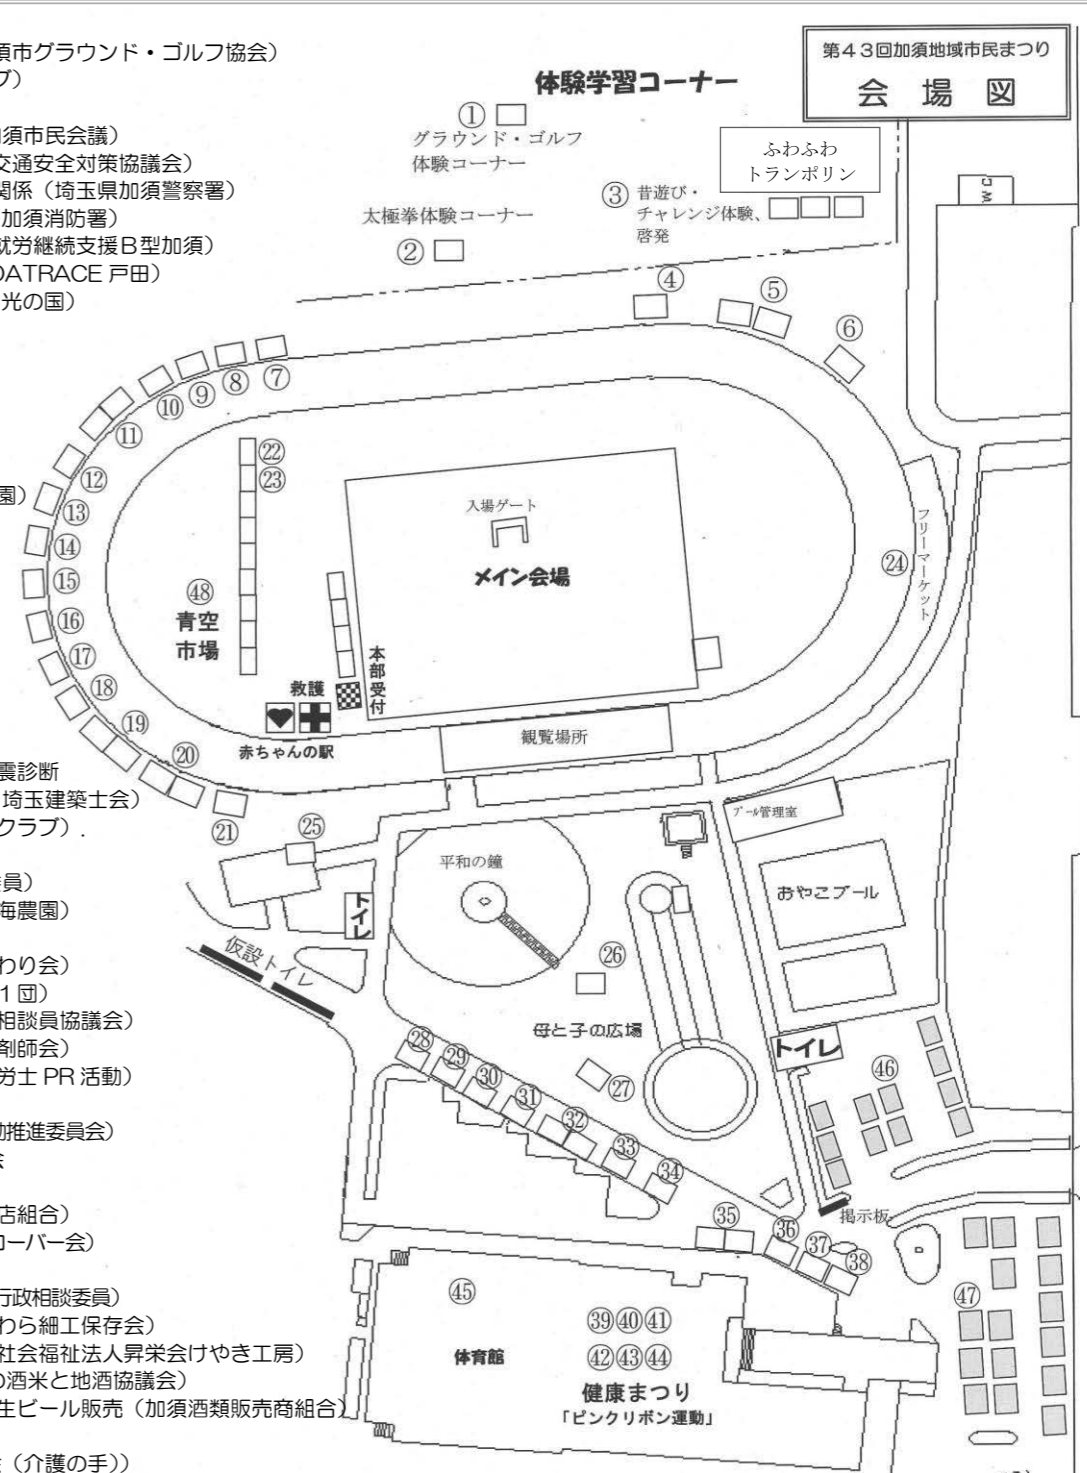 第43回加須地域市民まつり
会場図
須市グラウンド・ゴルフ協会）
ブ）
加須市民会議）
交通安全対策協議会）
関係（埼玉県加須警察署）
加須消防署）
就労継続支援Ｂ型加須）
DATRACE 戸田）
光の国）
園）
震診断
埼玉建築士会）
クラブ）.
員）
海農園）
わり会）
1団）
相談員協議会）
剤師会）
労士 PR 活動）
動推進委員会）
会
店組合）
ローバー会）
行政相談委員）
わら細工保存会）
社会福祉法人昇栄会けやき工房）
の酒米と地酒協議会）
生ビール販売（加須酒類販売商組合）
（介護の手））
体験学習コーナー
①
グラウンド・ゴルフ
体験コーナー
太極拳体験コーナー
②
③
昔遊び・
チャレンジ体験、
啓発
ふわふわ
トランポリン
WC
④
⑤
⑥
⑦
⑧
⑨
⑩
⑪
⑫
⑬
⑭
⑮
⑯
⑰
⑱
⑲
⑳
㉑
㉒
㉓
㊽
青空
市場
入場ゲート
メイン会場
本部受付
救護
赤ちゃんの駅
観覧場所
㉔
フリーマーケット
㉕
トイレ
仮設トイレ
平和の鐘
プール管理室
おやこプール
㉖
母と子の広場
㉗
トイレ
㉘
㉙
㉚
㉛
㉜
㉝
㉞
㉟
㊱
㊲
㊳
掲示板
㊻
㊼
㊺
体育館
㊴㊵㊶
㊷㊸㊹
健康まつり
「ピンクリボン運動」